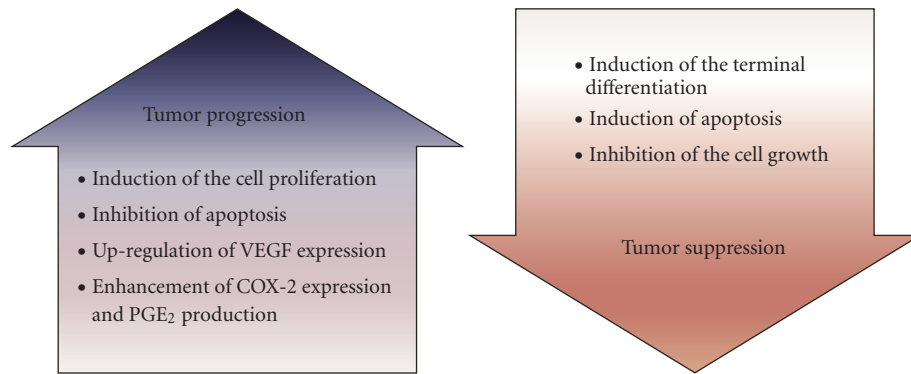 Tumor progression
• Induction of the cell proliferation
• Inhibition of apoptosis
• Up-regulation of VEGF expression
• Enhancement of COX-2 expression
and PGE₂ production
• Induction of the terminal
differentiation
• Induction of apoptosis
• Inhibition of the cell growth
Tumor suppression